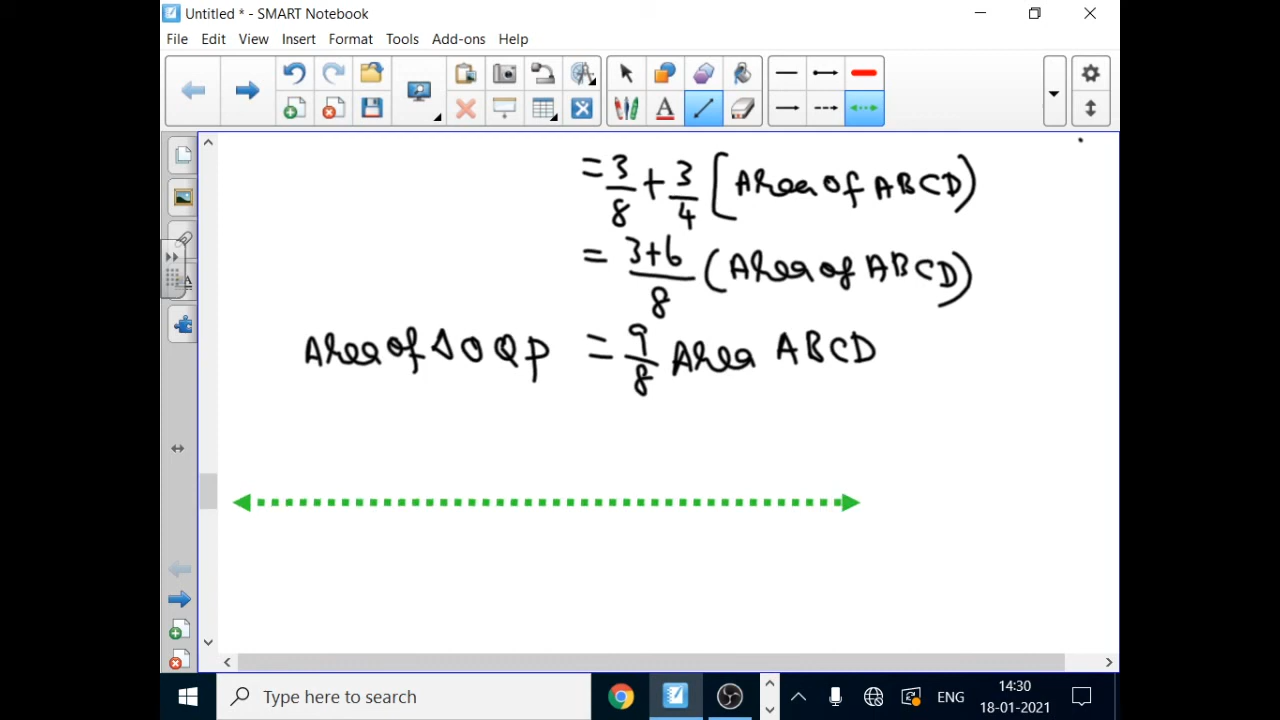 Untitled * - SMART Notebook
File Edit View Insert Format Tools Add-ons Help
= 3/8 + 3/4 [Area of ABCD)
= 3+6/8 (Area of ABCD)
Area of Δ OQP = 9/8 Area ABCD
Type here to search
ENG
14:30
18-01-2021